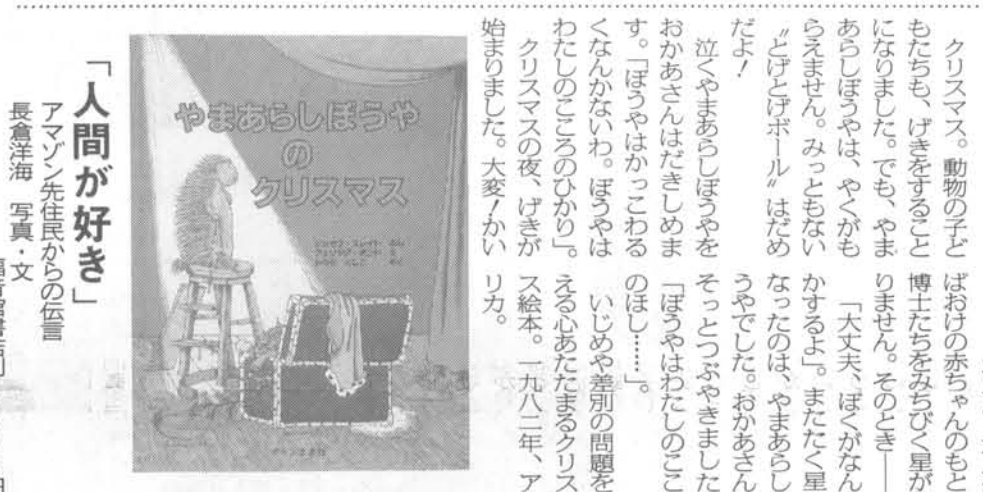 クリスマス。動物の子ど
もたちも、げきをすること
になりました。でも、やま
あらしぼうやは、やくがも
らえません。みっともない
〝とげとげボール〟はだめ
だよ！
泣くやまあらしぼうやを
おかあさんはだきしめま
す。「ぼうやはかっこわる
くなんかないわ。ぼうやは
わたしのこころのひかり」。
クリスマスの夜、げきが
始まりました。大変！かい
ばおけの赤ちゃんのもと
博士たちをみちびく星が
りません。そのとき――
「大丈夫、ぼくがなん
かするよ」。またたく星
なったのは、やまあらし
うやでした。おかあさん
そっとつぶやきました
「ぼうやはわたしのここ
のほし……」。
いじめや差別の問題を
える心あたたまるクリス
ス絵本。一九八二年、ア
リカ。
やまあらしぼうや
の
クリスマス
「人間が好き」
アマゾン先住民からの伝言
長倉洋海　写真・文